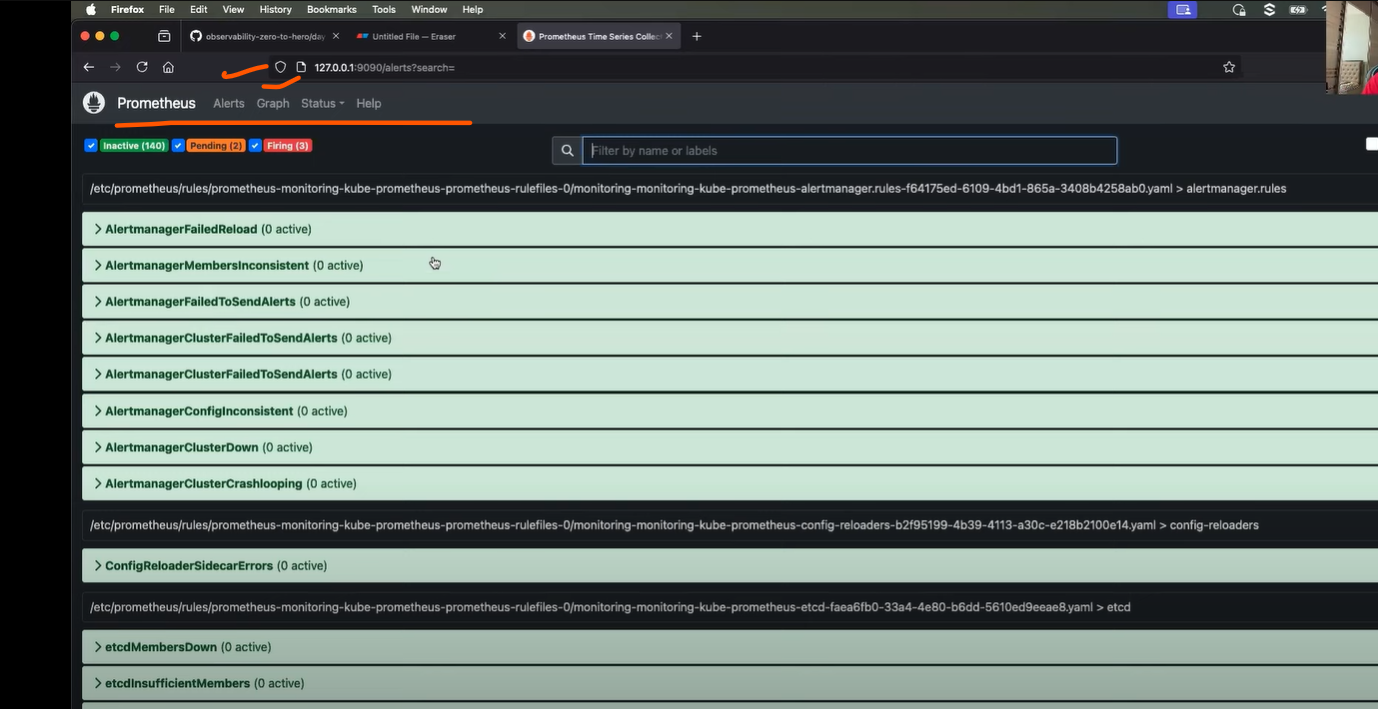 Firefox File Edit View History Bookmarks Tools Window Help
observability-zero-to-hero/day Untitled File — Eraser Prometheus Time Series Collec
127.0.0.1:9090/alerts?search=
Prometheus Alerts Graph Status Help
Inactive (140) Pending (2) Firing (3) Filter by name or labels
/etc/prometheus/rules/prometheus-monitoring-kube-prometheus-prometheus-rulefiles-0/monitoring-monitoring-kube-prometheus-alertmanager.rules-f64175ed-6109-4bd1-865a-3408b4258ab0.yaml > alertmanager.rules
AlertmanagerFailedReload (0 active)
AlertmanagerMembersInconsistent (0 active)
AlertmanagerFailedToSendAlerts (0 active)
AlertmanagerClusterFailedToSendAlerts (0 active)
AlertmanagerClusterFailedToSendAlerts (0 active)
AlertmanagerConfigInconsistent (0 active)
AlertmanagerClusterDown (0 active)
AlertmanagerClusterCrashlooping (0 active)
/etc/prometheus/rules/prometheus-monitoring-kube-prometheus-prometheus-rulefiles-0/monitoring-monitoring-kube-prometheus-config-reloaders-b2f95199-4b39-4113-a30c-e218b2100e14.yaml > config-reloaders
ConfigReloaderSidecarErrors (0 active)
/etc/prometheus/rules/prometheus-monitoring-kube-prometheus-prometheus-rulefiles-0/monitoring-monitoring-kube-prometheus-etcd-faea6fb0-33a4-4e80-b6dd-5610ed9eeae8.yaml > etcd
etcdMembersDown (0 active)
etcdInsufficientMembers (0 active)